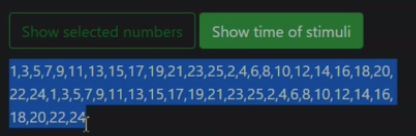 Show selected numbers
Show time of stimuli
1,3,5,7,9,11,13,15,17,19,21,23,25,2,4,6,8,10,12,14,16,18,20,
22,24,1,3,5,7,9,11,13,15,17,19,21,23,25,2,4,6,8,10,12,14,16,
18,20,22,24